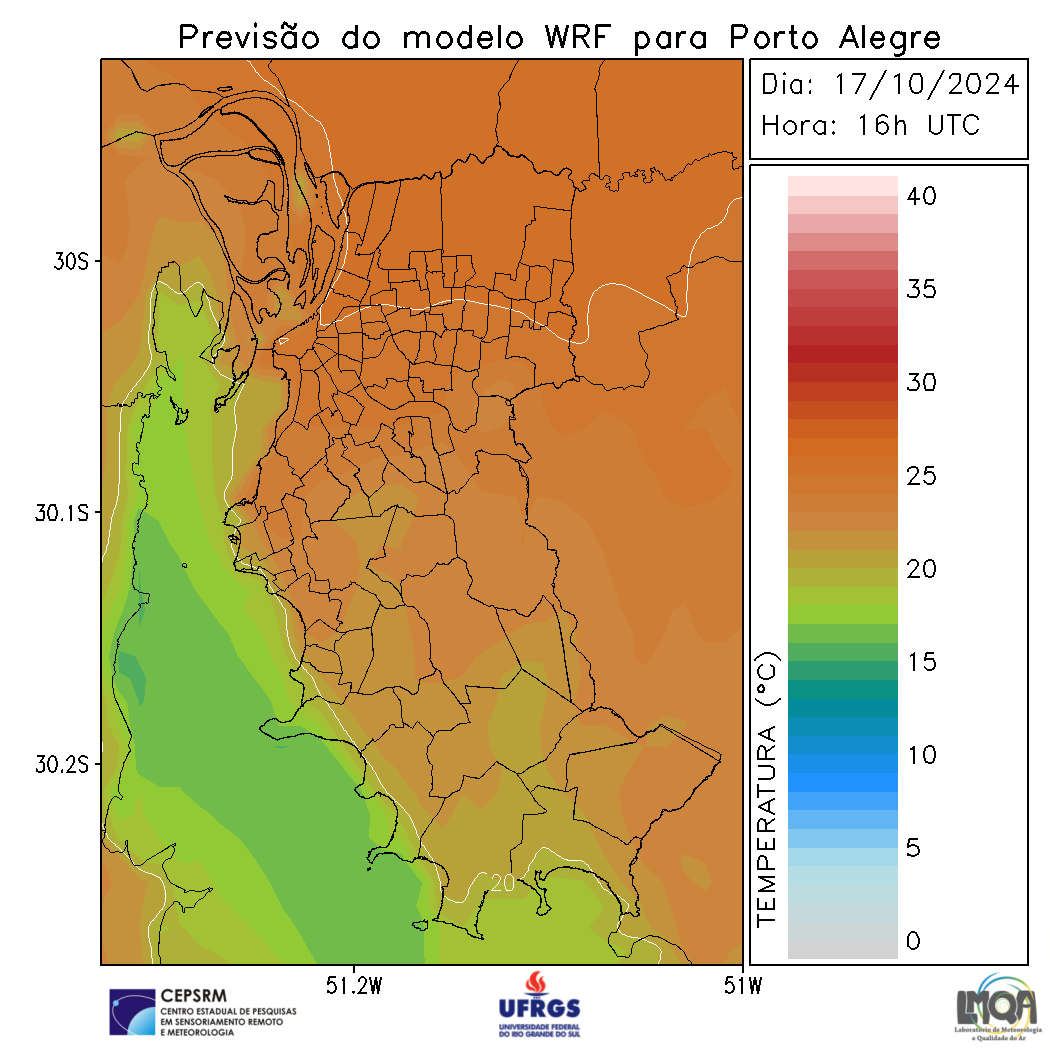 Previsão do modelo WRF para Porto Alegre
Dia: 17/10/2024
Hora: 16h UTC
30S
30.1S
30.2S
51.2W
51W
20
TEMPERATURA (°C)
40
35
30
25
20
15
10
5
0
CEPSRM
CENTRO ESTADUAL DE PESQUISAS
EM SENSORIAMENTO REMOTO
E METEOROLOGIA
UFRGS
UNIVERSIDADE FEDERAL
DO RIO GRANDE DO SUL
LMQA
Laboratório de Meteorologia
e Qualidade do Ar